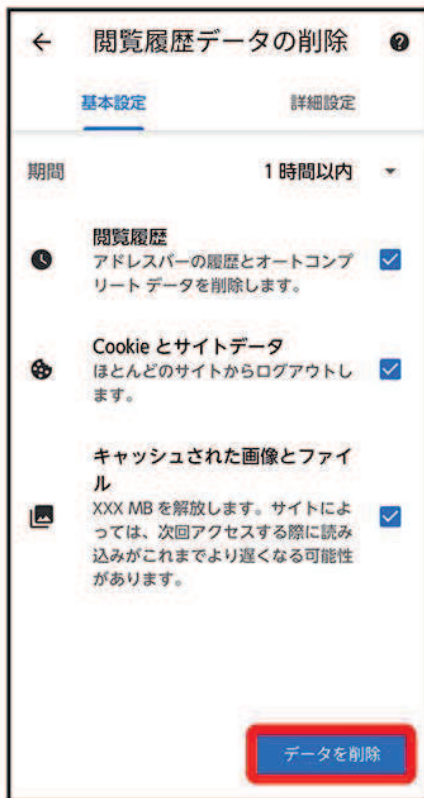 閲覧履歴データの削除
基本設定 詳細設定
期間 1 時間以内
閲覧履歴
アドレスバーの履歴とオートコンプ
リート データを削除します。
Cookie とサイトデータ
ほとんどのサイトからログアウトし
ます。
キャッシュされた画像とファイ
ル
XXX MB を解放します。サイトによ
っては、次回アクセスする際に読み
込みがこれまでより遅くなる可能性
があります。
データを削除